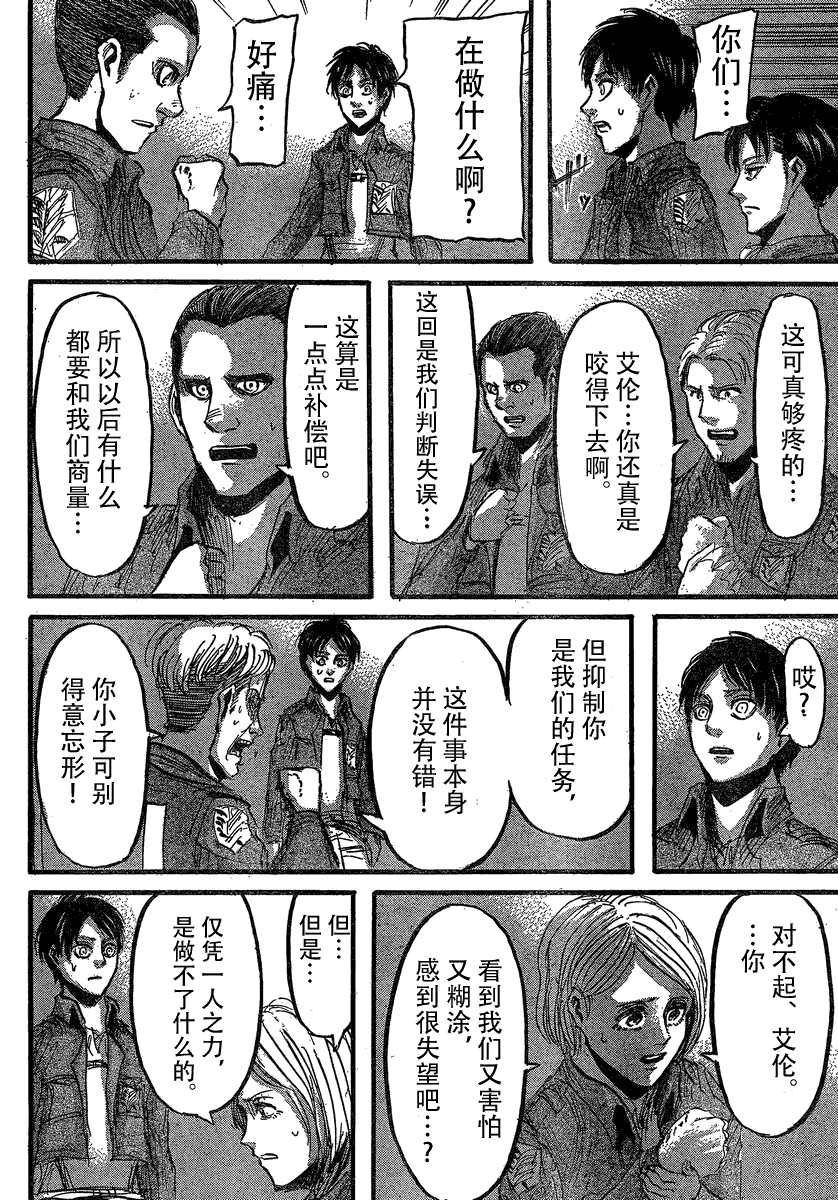 你们…
在做什么啊?
好痛…
这可真够疼的…
艾伦…你还真是
咬得下去啊。
这回是我们判断失误…
这算是
一点点补偿吧。
所以以后有什么
都要和我们商量…
哎?
但抑制你
是我们的任务,
这件事本身
并没有错！
你小子可别
得意忘形！
对不起、艾伦。
…你
看到我们又害怕
又糊涂,
感到很失望吧…?
但…
但是…
仅凭一人之力,
是做不了什么的。